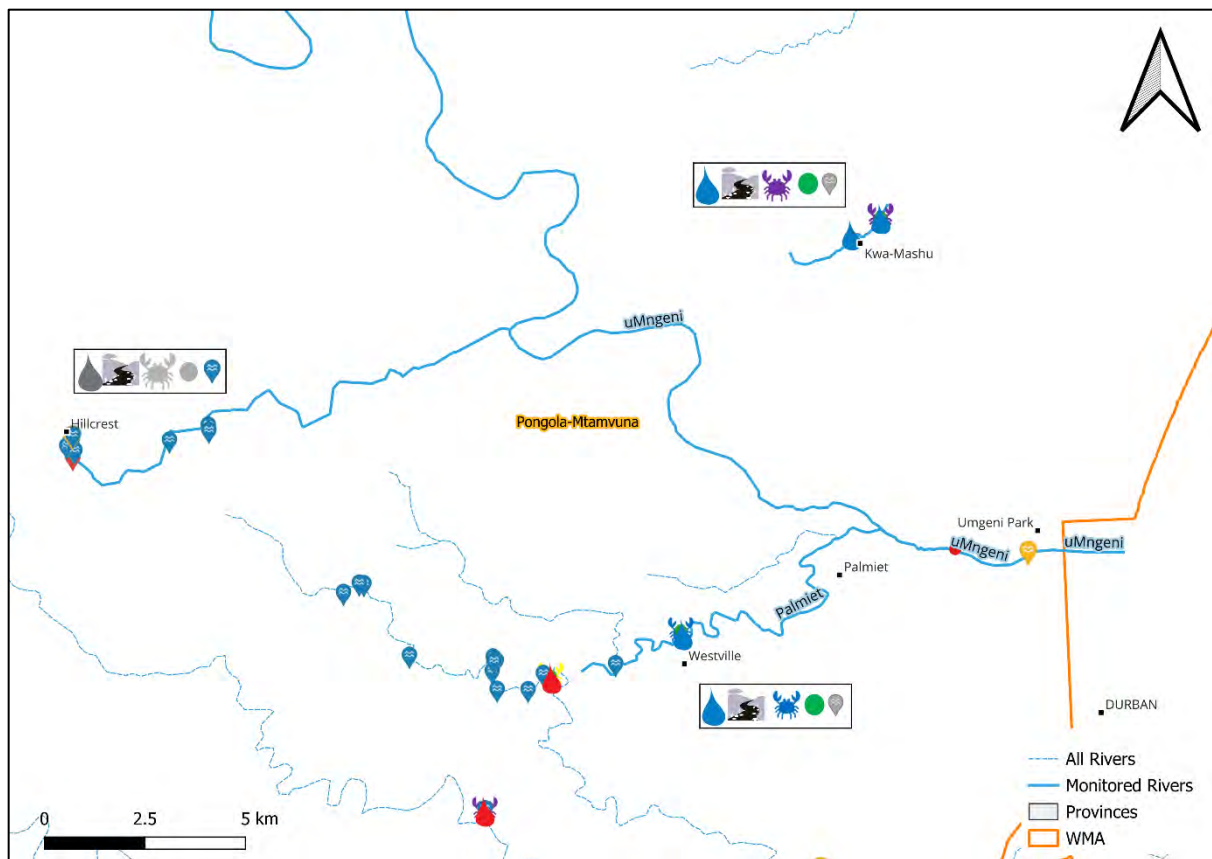 Kwa-Mashu
uMngeni
Hillcrest
Pongola-Mtamvuna
Umgeni Park
uMngeni
uMngeni
Palmiet
Palmiet
Westville
DURBAN
All Rivers
Monitored Rivers
Provinces
WMA
0 2.5 5 km